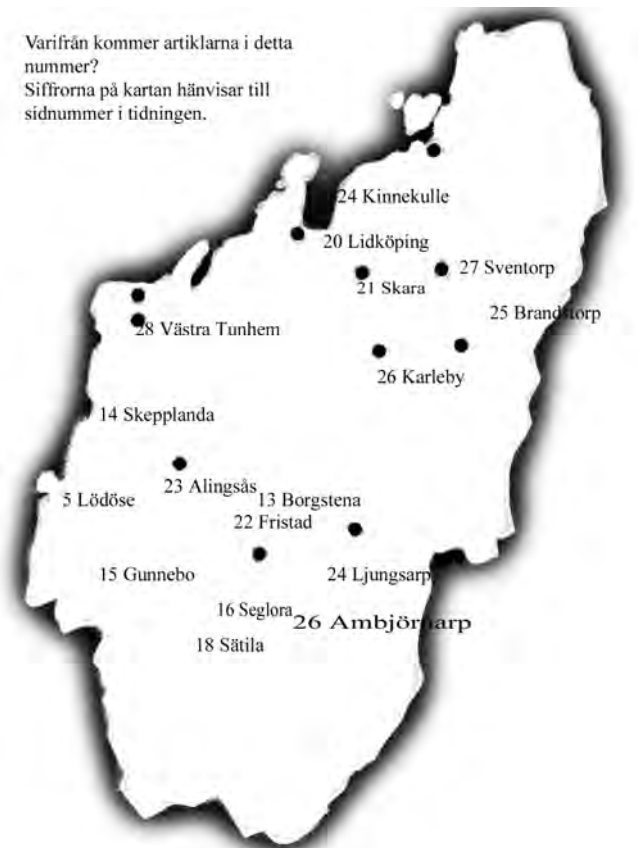 Varifrån kommer artiklarna i detta
nummer?
Siffrorna på kartan hänvisar till
sidnummer i tidningen.
24 Kinnekulle
20 Lidköping
27 Sventorp
21 Skara
25 Brandstorp
28 Västra Tunhem
26 Karleby
14 Skepplanda
23 Alingsås
13 Borgstena
5 Lödöse
22 Fristad
15 Gunnebo
24 Ljungsarp
16 Seglora
26 Ambjörnarp
18 Sätila